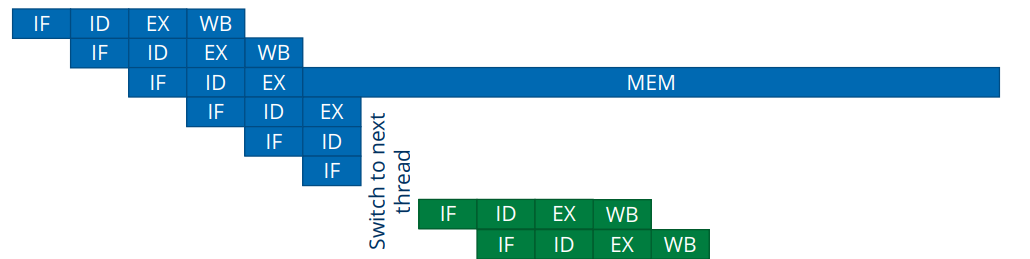 IF ID EX WB
IF ID EX WB
IF ID EX MEM
IF ID EX
IF ID
IF
Switch to next
thread
IF ID EX WB
IF ID EX WB